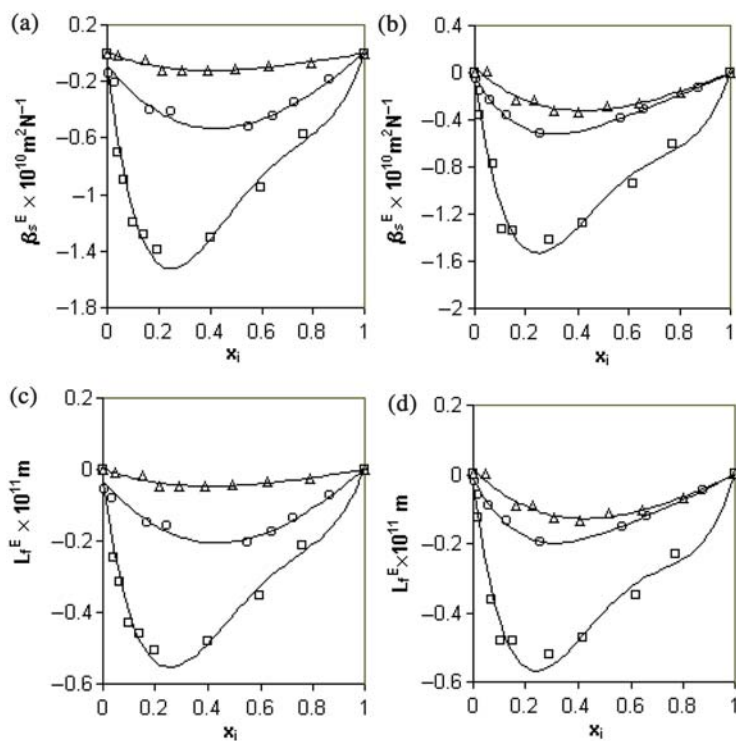 (a)
0.2
−0.2
−0.6
−1
−1.4
−1.8
βsᴱ × 10¹⁰ m²N⁻¹
0 0.2 0.4 0.6 0.8 1
xᵢ
(b)
0.4
0
−0.4
−0.8
−1.2
−1.6
−2
βsᴱ × 10¹⁰ m²N⁻¹
0 0.2 0.4 0.6 0.8 1
xᵢ
(c)
0.2
0
−0.2
−0.4
−0.6
Lfᴱ × 10¹¹ m
0 0.2 0.4 0.6 0.8 1
xᵢ
(d)
0.2
0
−0.2
−0.4
−0.6
Lfᴱ×10¹¹ m
0 0.2 0.4 0.6 0.8 1
xᵢ